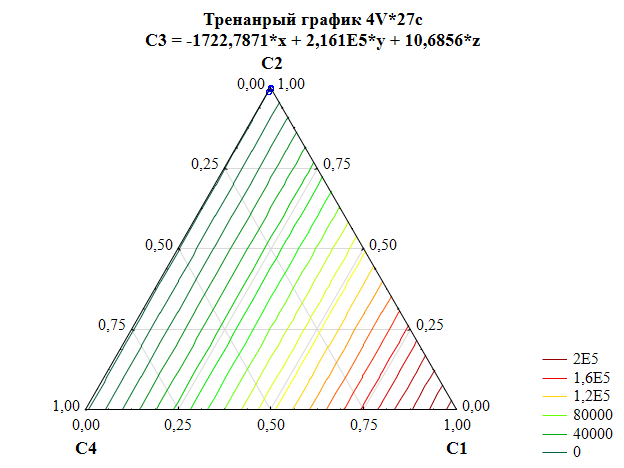 Тренанрый график 4V*27c
C3 = -1722,7871*x + 2,161E5*y + 10,6856*z
C2
0,00 1,00
0,25 0,75
0,50 0,50
0,75 0,25
1,00 0,00
0,00 0,25 0,50 0,75 1,00
C4 C1
2E5
1,6E5
1,2E5
80000
40000
0